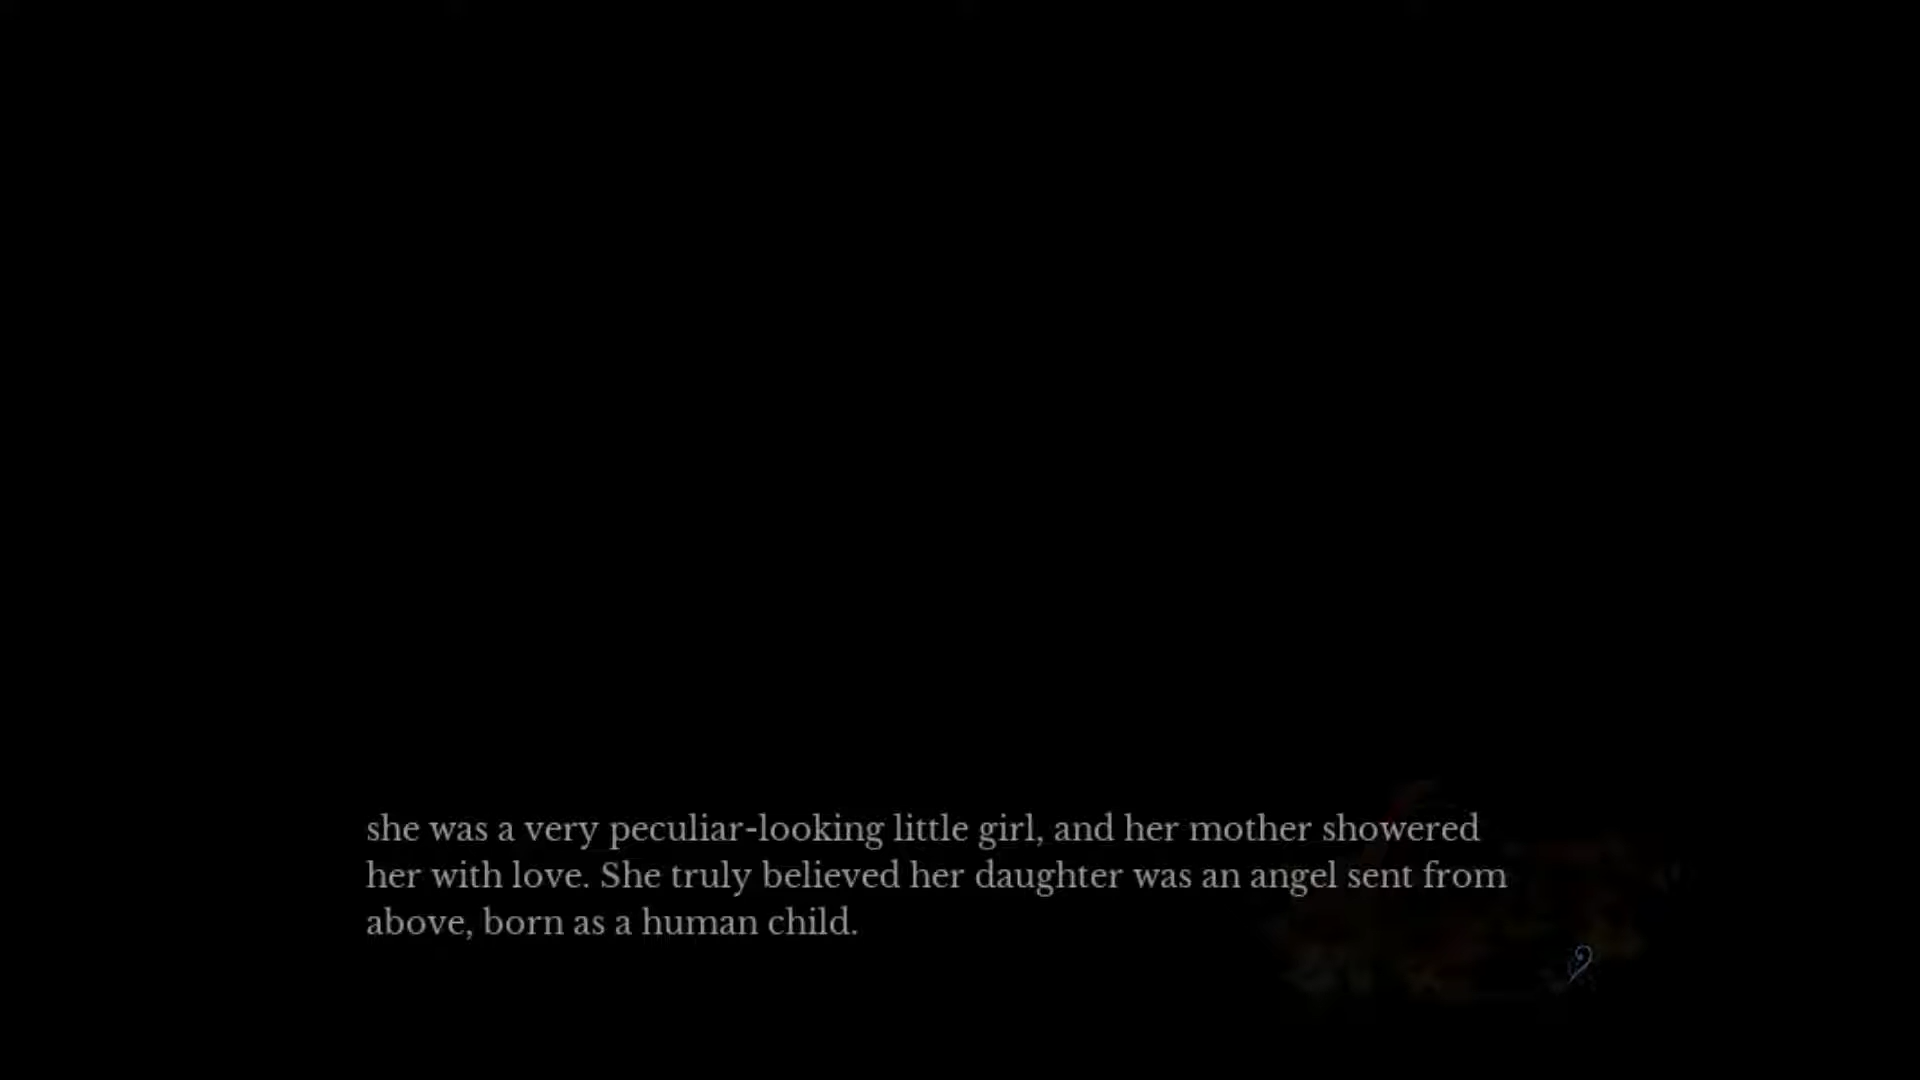 she was a very peculiar-looking little girl, and her mother showered
her with love. She truly believed her daughter was an angel sent from
above, born as a human child.